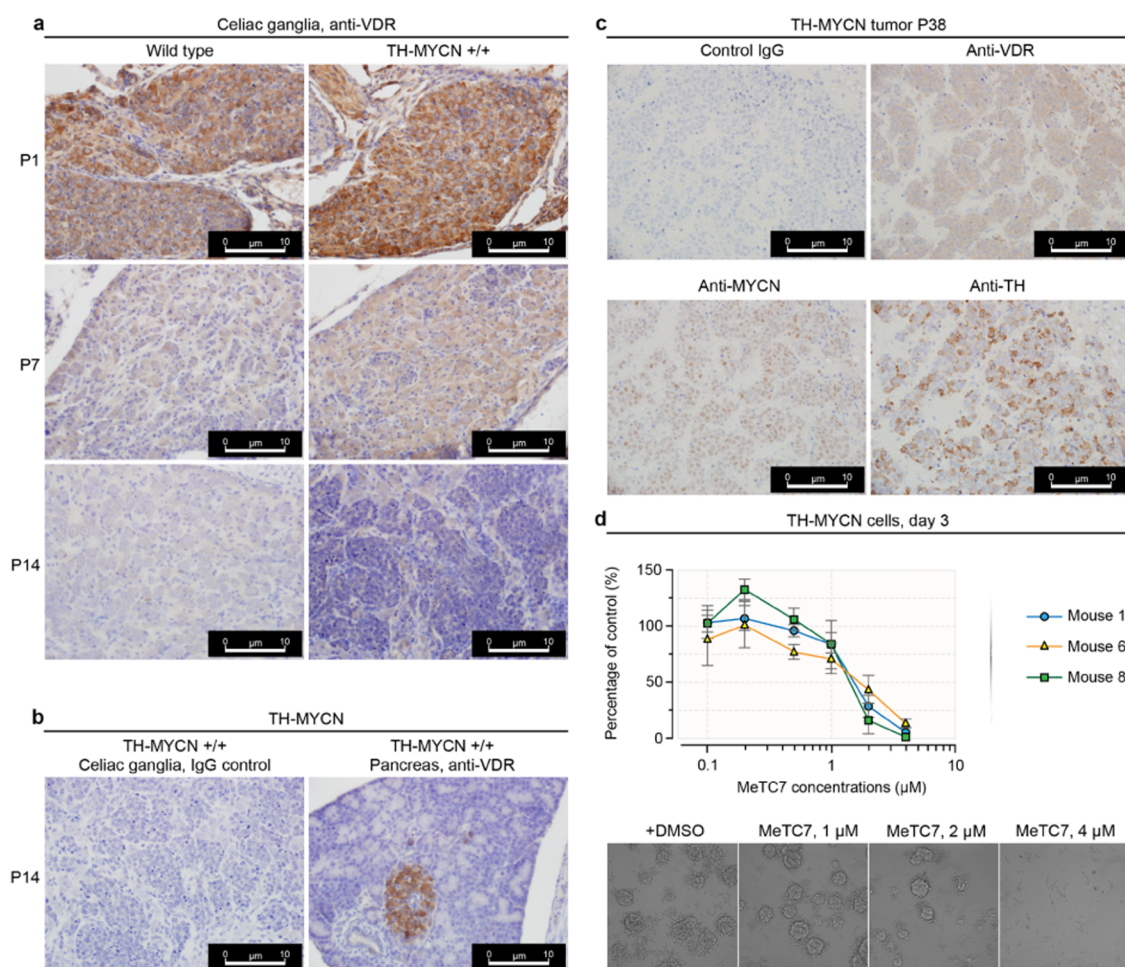 a
Celiac ganglia, anti-VDR
Wild type
TH-MYCN +/+
P1
0 µm 10
0 µm 10
P7
0 µm 10
0 µm 10
P14
0 µm 10
0 µm 10
b
TH-MYCN
TH-MYCN +/+
Celiac ganglia, IgG control
TH-MYCN +/+
Pancreas, anti-VDR
P14
0 µm 10
0 µm 10
c
TH-MYCN tumor P38
Control IgG
Anti-VDR
0 µm 10
0 µm 10
Anti-MYCN
Anti-TH
0 µm 10
0 µm 10
d
TH-MYCN cells, day 3
Percentage of control (%)
150
100
50
0
0.1
1
10
MeTC7 concentrations (µM)
Mouse 1
Mouse 6
Mouse 8
+DMSO
MeTC7, 1 µM
MeTC7, 2 µM
MeTC7, 4 µM